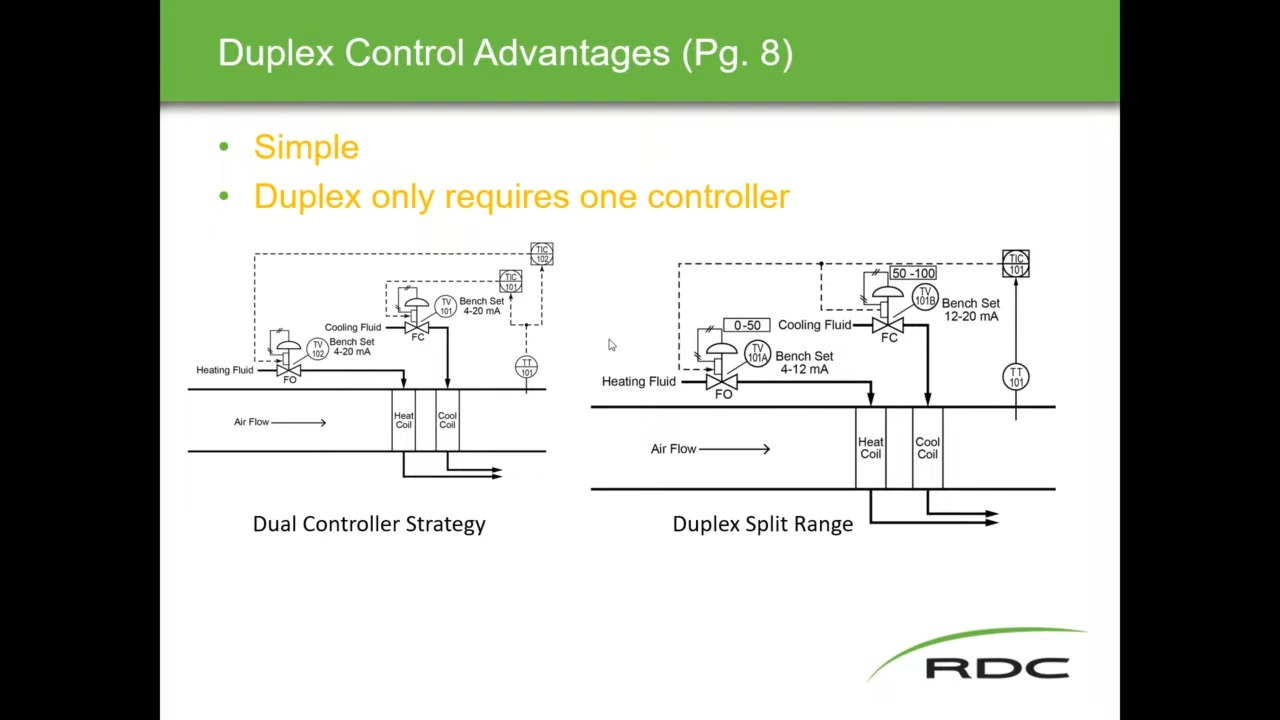 Duplex Control Advantages (Pg. 8)
• Simple
• Duplex only requires one controller
TIC
102
TIC
101
TV
101
Bench Set
4-20 mA
Cooling Fluid
FC
TV
102
Bench Set
4-20 mA
Heating Fluid
FO
TT
101
Air Flow
Heat
Coil
Cool
Coil
Dual Controller Strategy
TIC
101
50 -100
TV
101B
Bench Set
12-20 mA
Cooling Fluid
FC
0-50
TV
101A
Bench Set
4-12 mA
Heating Fluid
FO
TT
101
Air Flow
Heat
Coil
Cool
Coil
Duplex Split Range
RDC